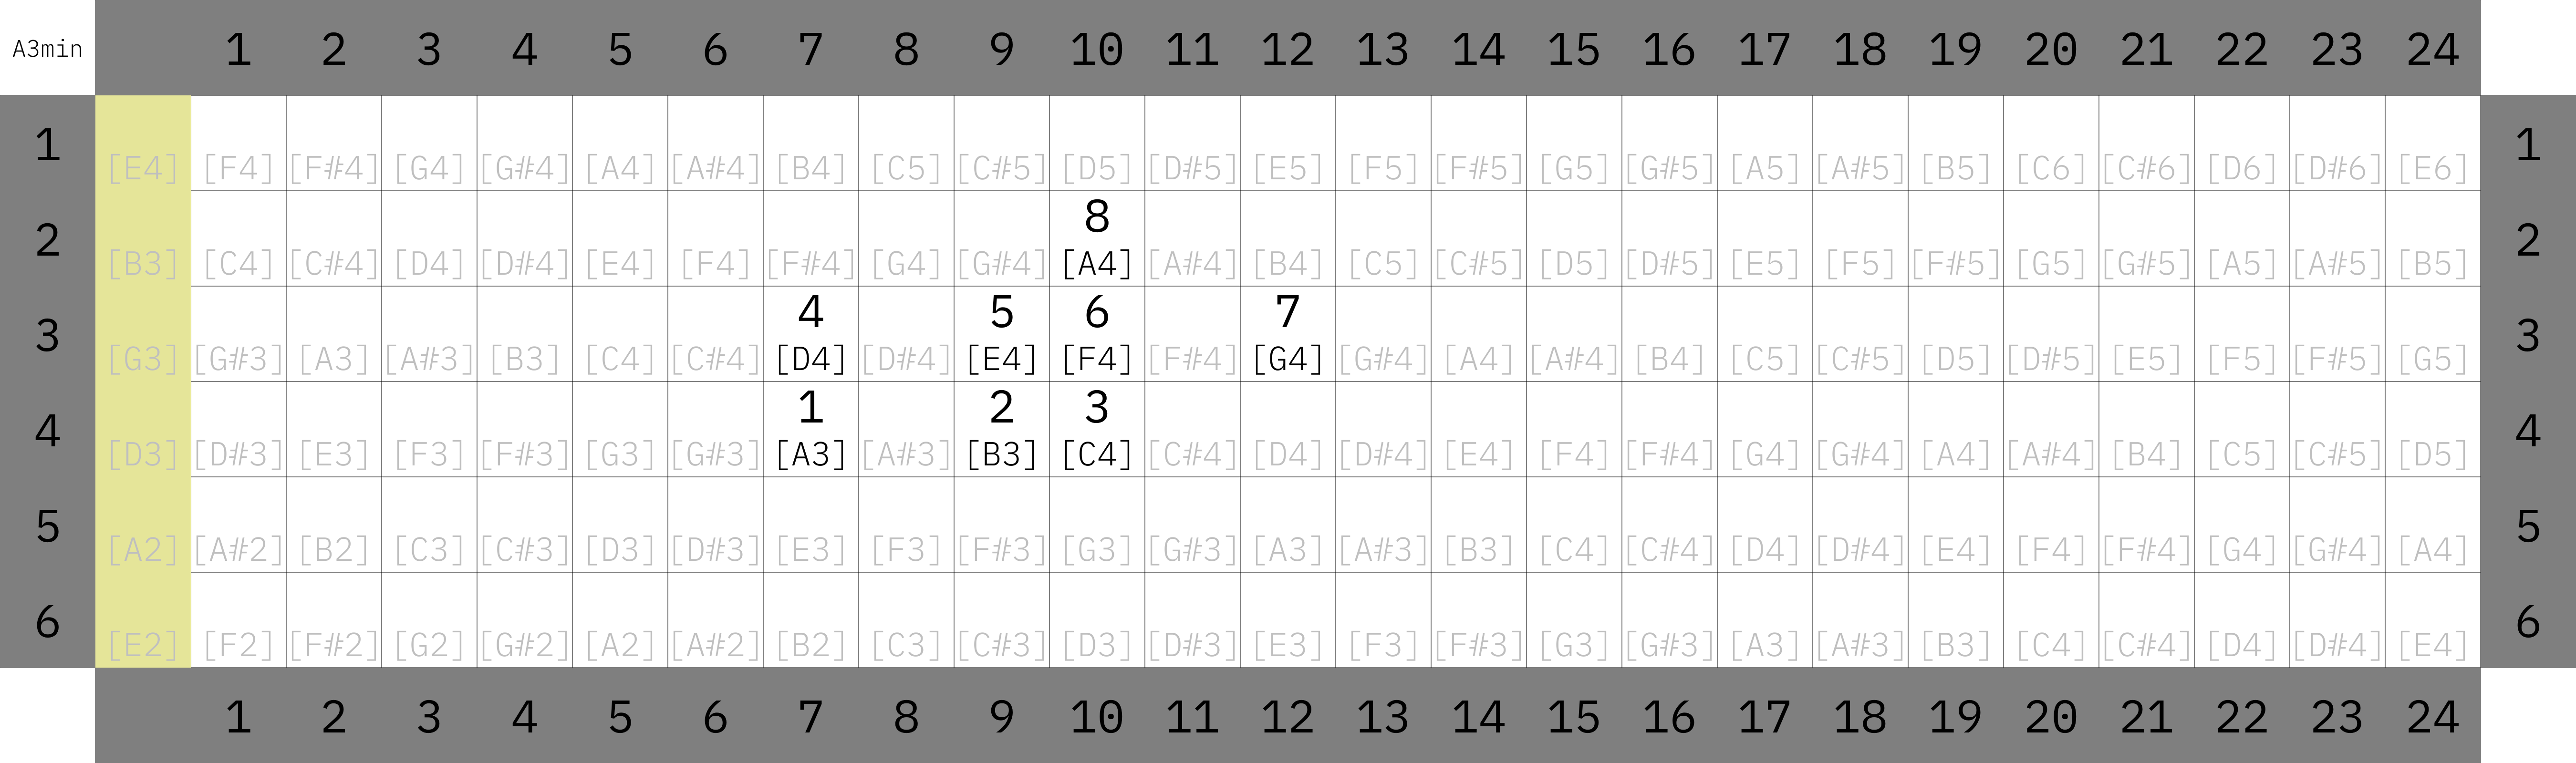 A3min 1 2 3 4 5 6 7 8 9 10 11 12 13 14 15 16 17 18 19 20 21 22 23 24
1 1
[E4] [F4] [F#4] [G4] [G#4] [A4] [A#4] [B4] [C5] [C#5] [D5] [D#5] [E5] [F5] [F#5] [G5] [G#5] [A5] [A#5] [B5] [C6] [C#6] [D6] [D#6] [E6]
2 8 2
[B3] [C4] [C#4] [D4] [D#4] [E4] [F4] [F#4] [G4] [G#4] [A4] [A#4] [B4] [C5] [C#5] [D5] [D#5] [E5] [F5] [F#5] [G5] [G#5] [A5] [A#5] [B5]
3 4 5 6 7 3
[G3] [G#3] [A3] [A#3] [B3] [C4] [C#4] [D4] [D#4] [E4] [F4] [F#4] [G4] [G#4] [A4] [A#4] [B4] [C5] [C#5] [D5] [D#5] [E5] [F5] [F#5] [G5]
4 1 2 3 4
[D3] [D#3] [E3] [F3] [F#3] [G3] [G#3] [A3] [A#3] [B3] [C4] [C#4] [D4] [D#4] [E4] [F4] [F#4] [G4] [G#4] [A4] [A#4] [B4] [C5] [C#5] [D5]
5 5
[A2] [A#2] [B2] [C3] [C#3] [D3] [D#3] [E3] [F3] [F#3] [G3] [G#3] [A3] [A#3] [B3] [C4] [C#4] [D4] [D#4] [E4] [F4] [F#4] [G4] [G#4] [A4]
6 6
[E2] [F2] [F#2] [G2] [G#2] [A2] [A#2] [B2] [C3] [C#3] [D3] [D#3] [E3] [F3] [F#3] [G3] [G#3] [A3] [A#3] [B3] [C4] [C#4] [D4] [D#4] [E4]
1 2 3 4 5 6 7 8 9 10 11 12 13 14 15 16 17 18 19 20 21 22 23 24